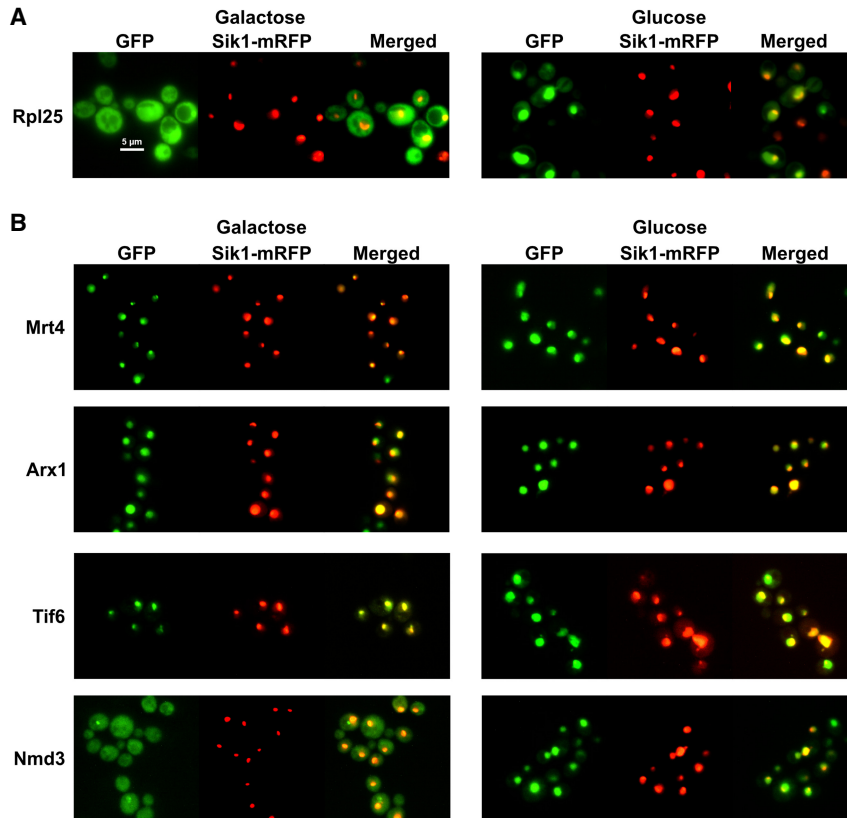 A
Galactose
Glucose
GFP Sik1-mRFP Merged
GFP Sik1-mRFP Merged
Rpl25
5 µm
B
Galactose
Glucose
GFP Sik1-mRFP Merged
GFP Sik1-mRFP Merged
Mrt4
Arx1
Tif6
Nmd3